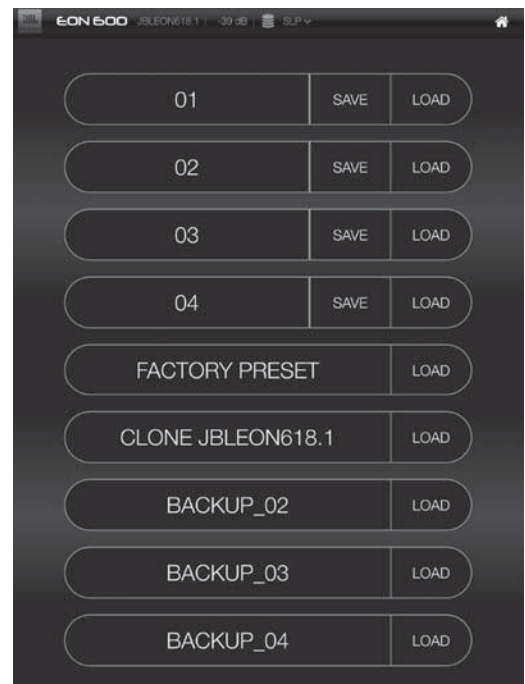 JBL EON 600 JBLEON618.1 | -39 dB | SLP
01 SAVE LOAD
02 SAVE LOAD
03 SAVE LOAD
04 SAVE LOAD
FACTORY PRESET LOAD
CLONE JBLEON618.1 LOAD
BACKUP_02 LOAD
BACKUP_03 LOAD
BACKUP_04 LOAD